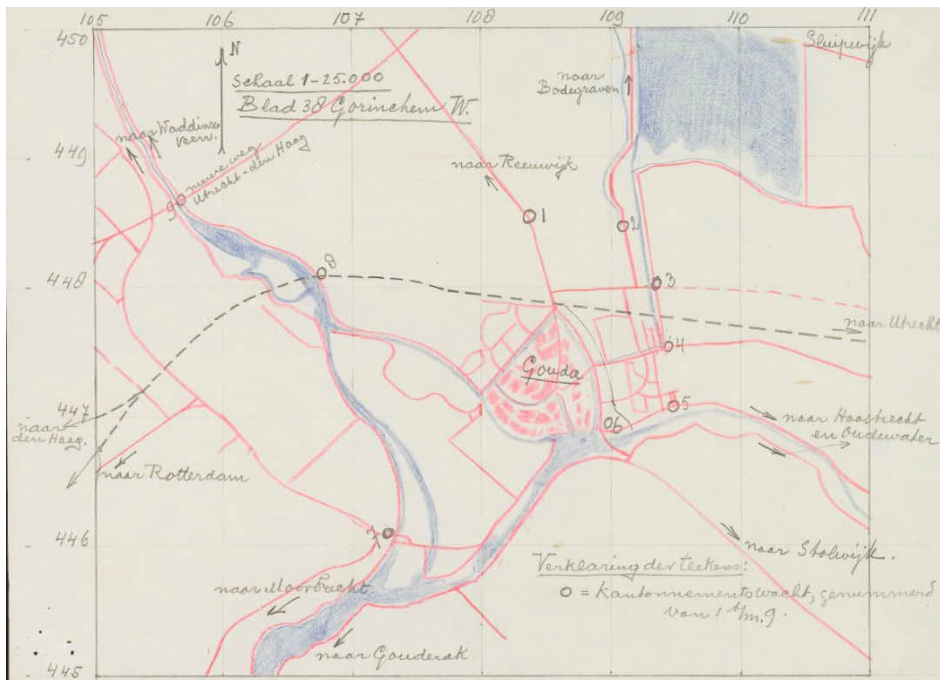 105 106 107 108 109 110 111
450
N
Schaal 1-25.000
Blad 38 Gorinchem W.
Sluipwijk
naar
Bodegraven
naar Waddinx
veen.
449
nieuwe weg
Utrecht-den Haag
naar Reeuwijk
9
1
2
8
448
3
naar Utrecht
4
Gouda
447
naar
den Haag.
5
6
naar Haastrecht
en Oudewater
naar Rotterdam
446
7
naar Stolwijk.
Verklaring der teekens:
O = Kantonnementswacht, genummerd
van 1 t/m. 9.
naar Moordrecht
naar Gouderak
445